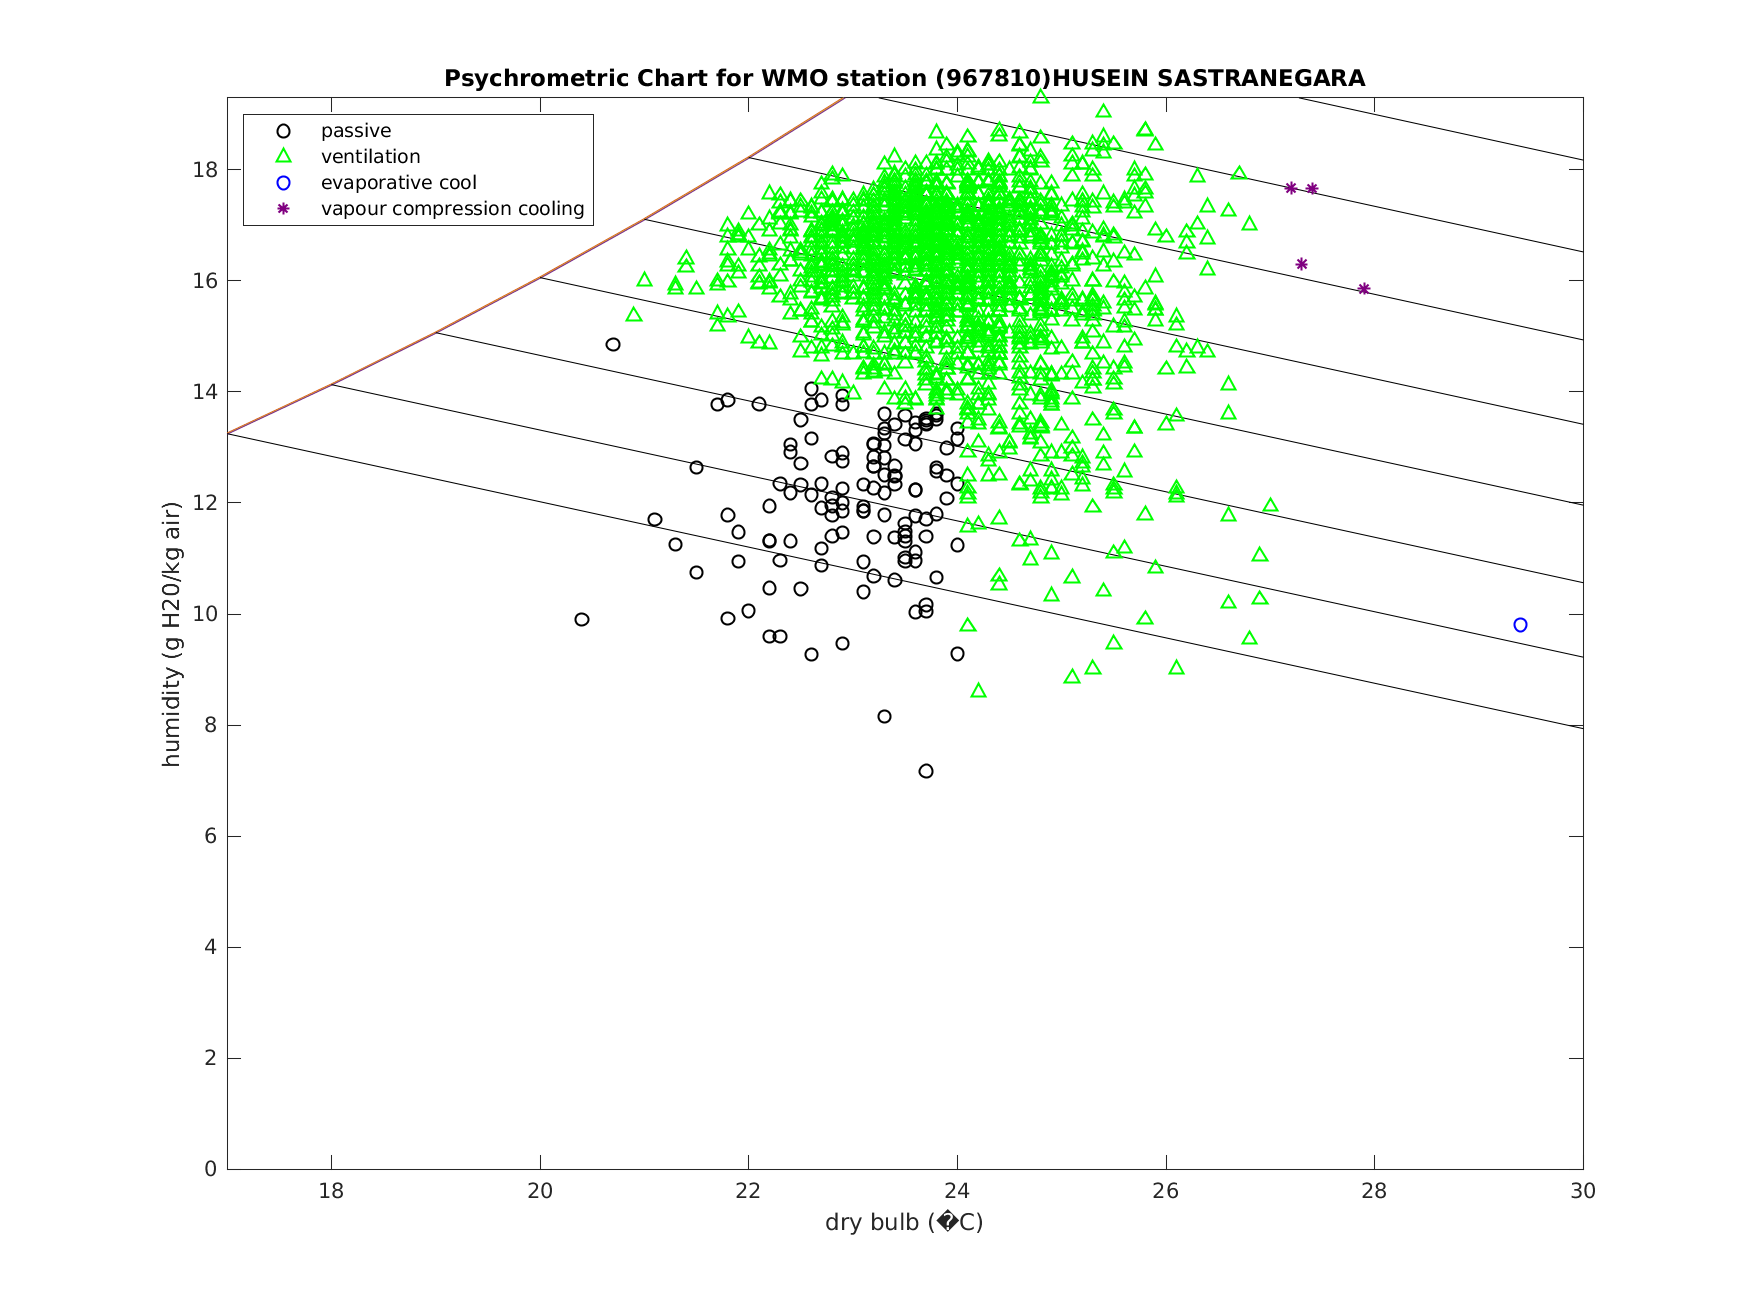 Psychrometric Chart for WMO station (967810)HUSEIN SASTRANEGARA
passive
ventilation
evaporative cool
vapour compression cooling
humidity (g H20/kg air)
18
16
14
12
10
8
6
4
2
0
18
20
22
24
26
28
30
dry bulb (�C)